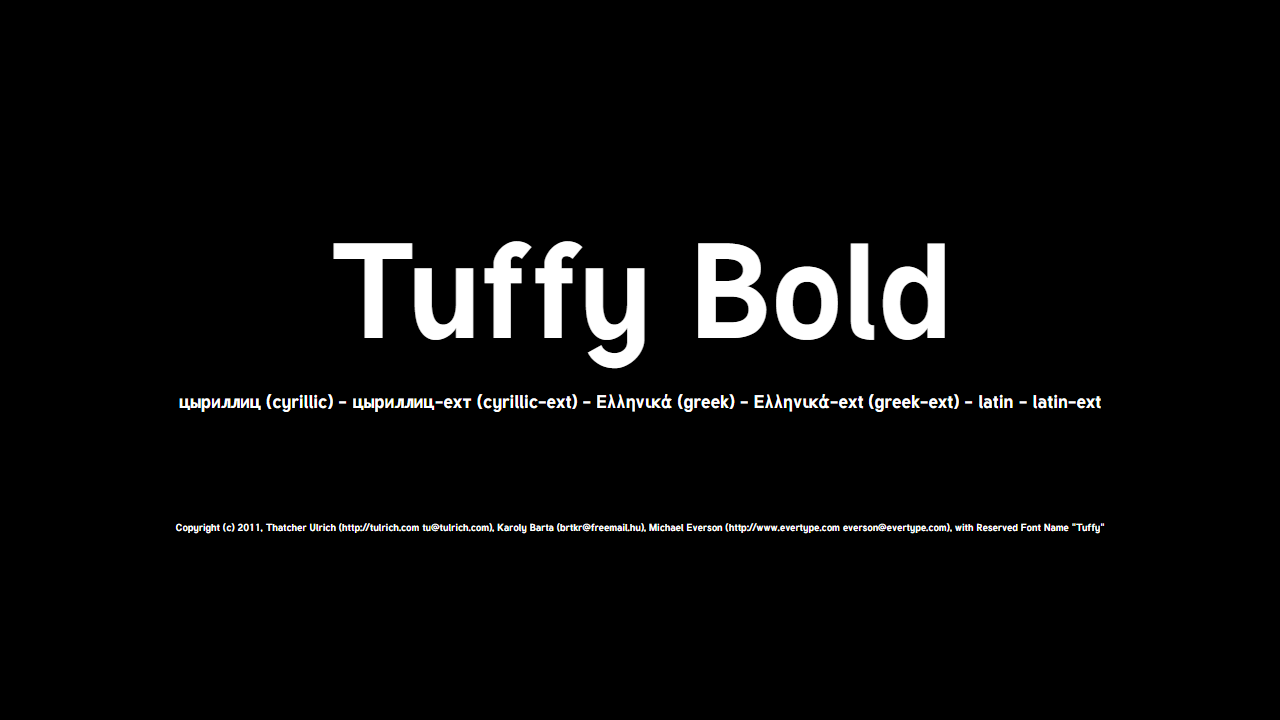 Tuffy Bold
цыриллиц (cyrillic) - цыриллиц-ехт (cyrillic-ext) - Ελληνικά (greek) - Ελληνικά-ext (greek-ext) - latin - latin-ext
Copyright (c) 2011, Thatcher Ulrich (http://tulrich.com tu@tulrich.com), Karoly Barta (brtkr@freemail.hu), Michael Everson (http://www.evertype.com everson@evertype.com), with Reserved Font Name "Tuffy"